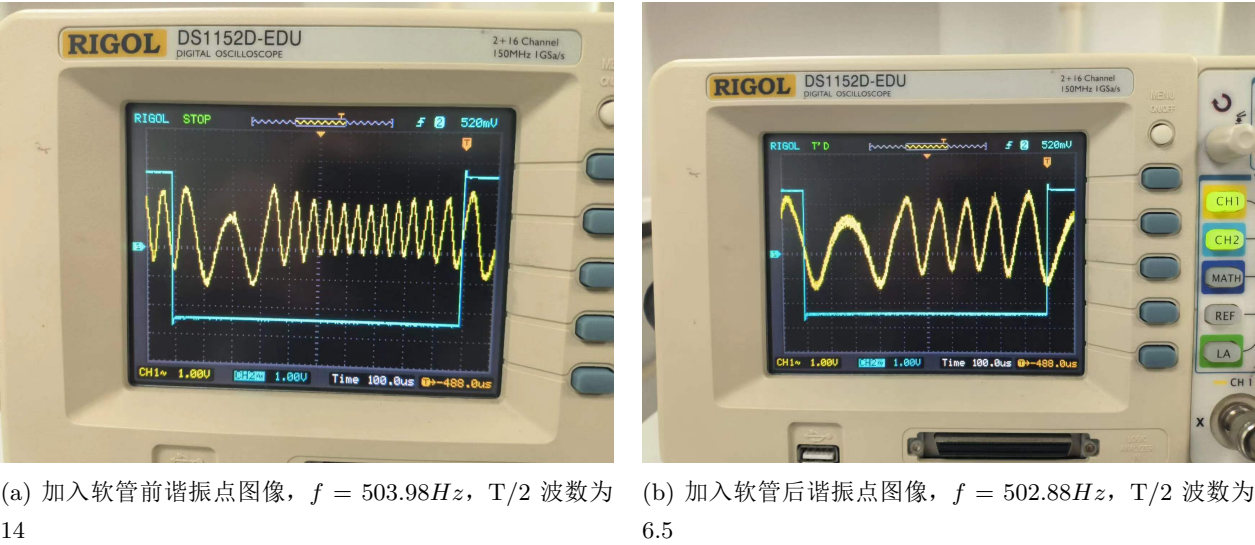 RIGOL DS1152D-EDU
DIGITAL OSCILLOSCOPE
2+16 Channel
150MHz 1GSa/s
RIGOL STOP 520mV
CH1~ 1.00V CH2~ 1.00V Time 100.0us -488.0us
RIGOL DS1152D-EDU
DIGITAL OSCILLOSCOPE
2+16 Channel
150MHz 1GSa/s
MENU
ON/OFF
RIGOL T'D 520mV
CH1~ 1.00V CH2~ 1.00V Time 100.0us -488.0us
CH1
CH2
MATH
REF
LA
CH 1
X
(a) 加入软管前谐振点图像，f = 503.98Hz，T/2 波数为
14
(b) 加入软管后谐振点图像，f = 502.88Hz，T/2 波数为
6.5